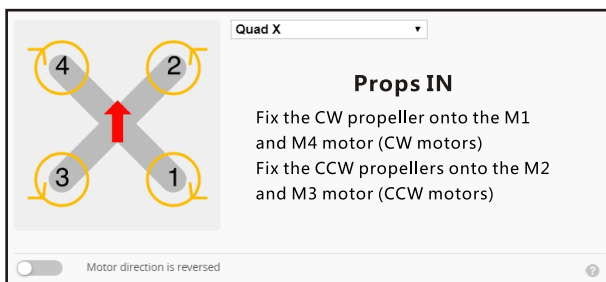 Quad X
4
2
3
1
Props IN
Fix the CW propeller onto the M1
and M4 motor (CW motors)
Fix the CCW propellers onto the M2
and M3 motor (CCW motors)
Motor direction is reversed
?